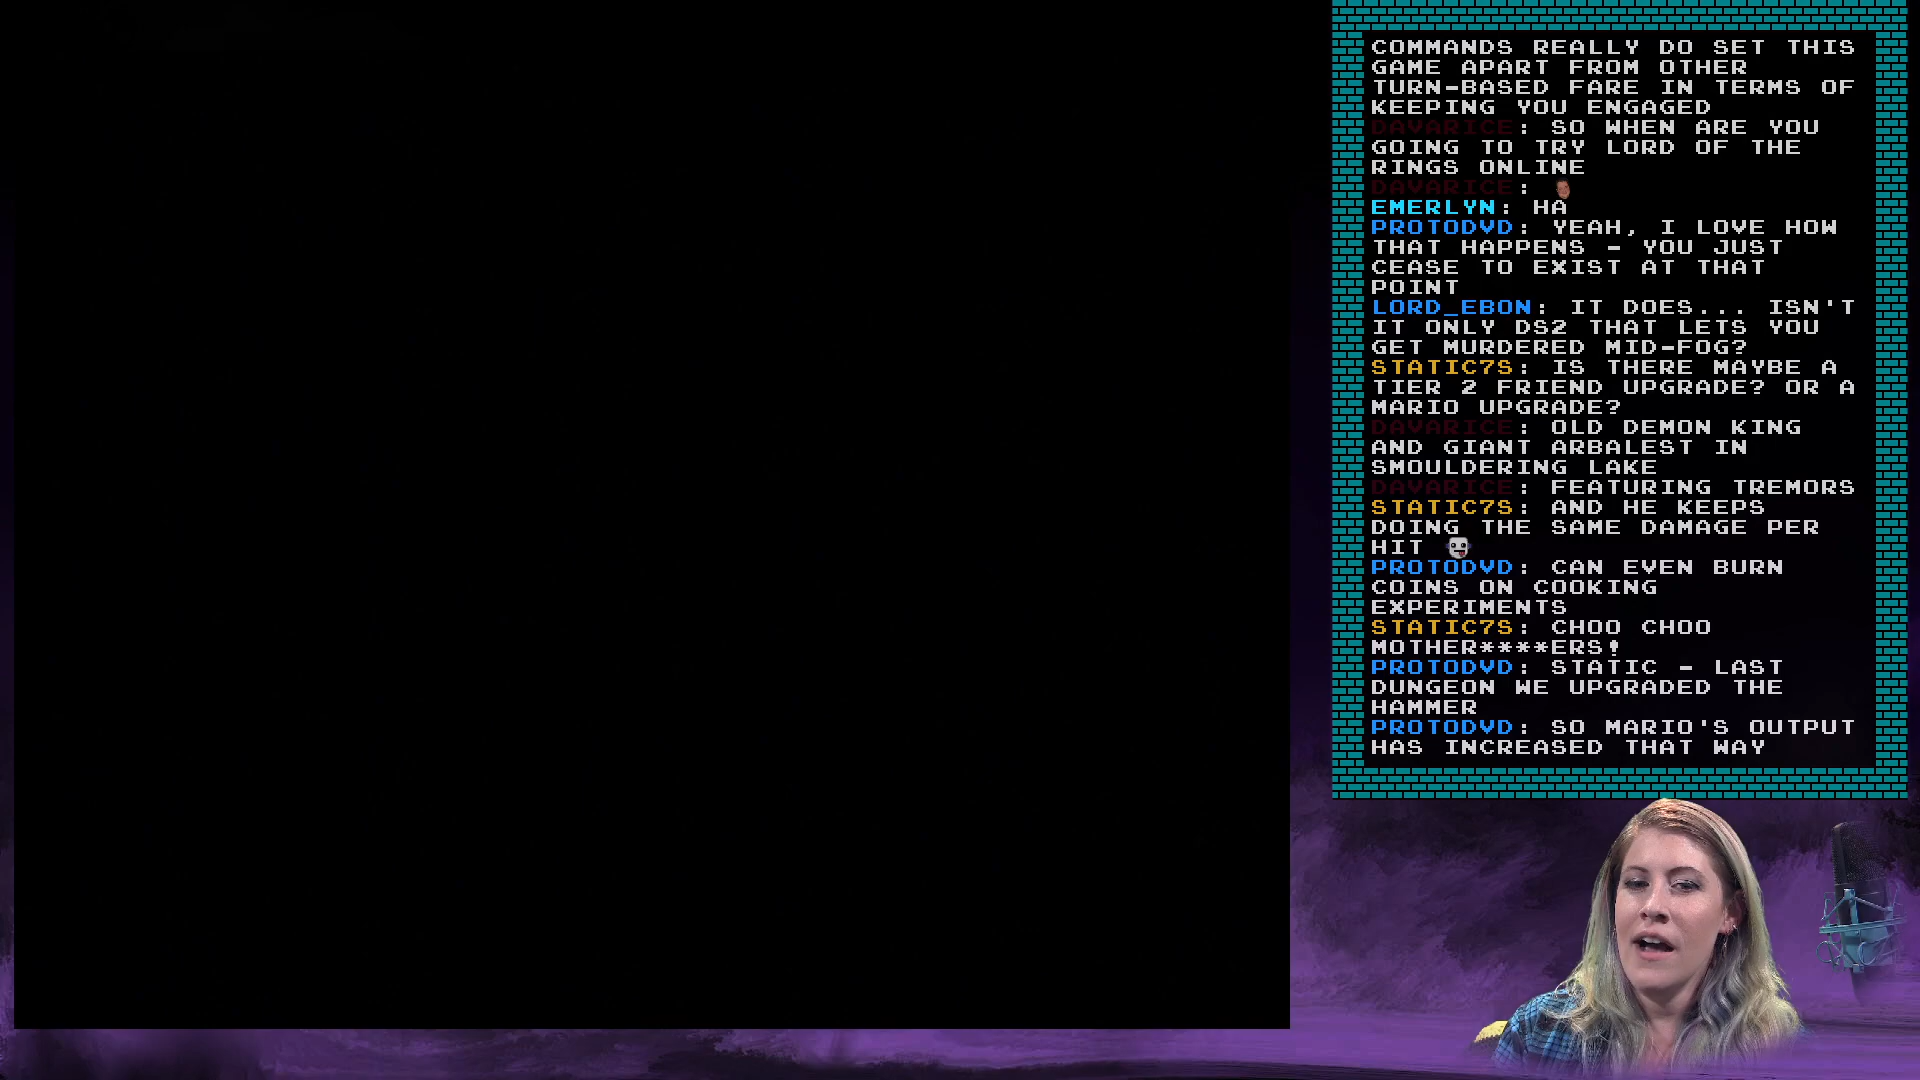 COMMANDS REALLY DO SET THIS
GAME APART FROM OTHER
TURN-BASED FARE IN TERMS OF
KEEPING YOU ENGAGED
DAVARICE: SO WHEN ARE YOU
GOING TO TRY LORD OF THE
RINGS ONLINE
DAVARICE:
EMERLYN: HA
PROTODVD: YEAH, I LOVE HOW
THAT HAPPENS - YOU JUST
CEASE TO EXIST AT THAT
POINT
LORD_EBON: IT DOES... ISN'T
IT ONLY DS2 THAT LETS YOU
GET MURDERED MID-FOG?
STATIC7S: IS THERE MAYBE A
TIER 2 FRIEND UPGRADE? OR A
MARIO UPGRADE?
DAVARICE: OLD DEMON KING
AND GIANT ARBALEST IN
SMOULDERING LAKE
DAVARICE: FEATURING TREMORS
STATIC7S: AND HE KEEPS
DOING THE SAME DAMAGE PER
HIT
PROTODVD: CAN EVEN BURN
COINS ON COOKING
EXPERIMENTS
STATIC7S: CHOO CHOO
MOTHER****ERS!
PROTODVD: STATIC - LAST
DUNGEON WE UPGRADED THE
HAMMER
PROTODVD: SO MARIO'S OUTPUT
HAS INCREASED THAT WAY